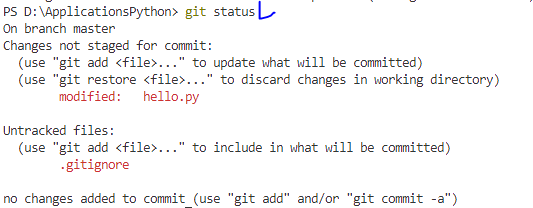 PS D:\ApplicationsPython> git status
On branch master
Changes not staged for commit:
  (use "git add <file>..." to update what will be committed)
  (use "git restore <file>..." to discard changes in working directory)
        modified:   hello.py

Untracked files:
  (use "git add <file>..." to include in what will be committed)
        .gitignore

no changes added to commit (use "git add" and/or "git commit -a")